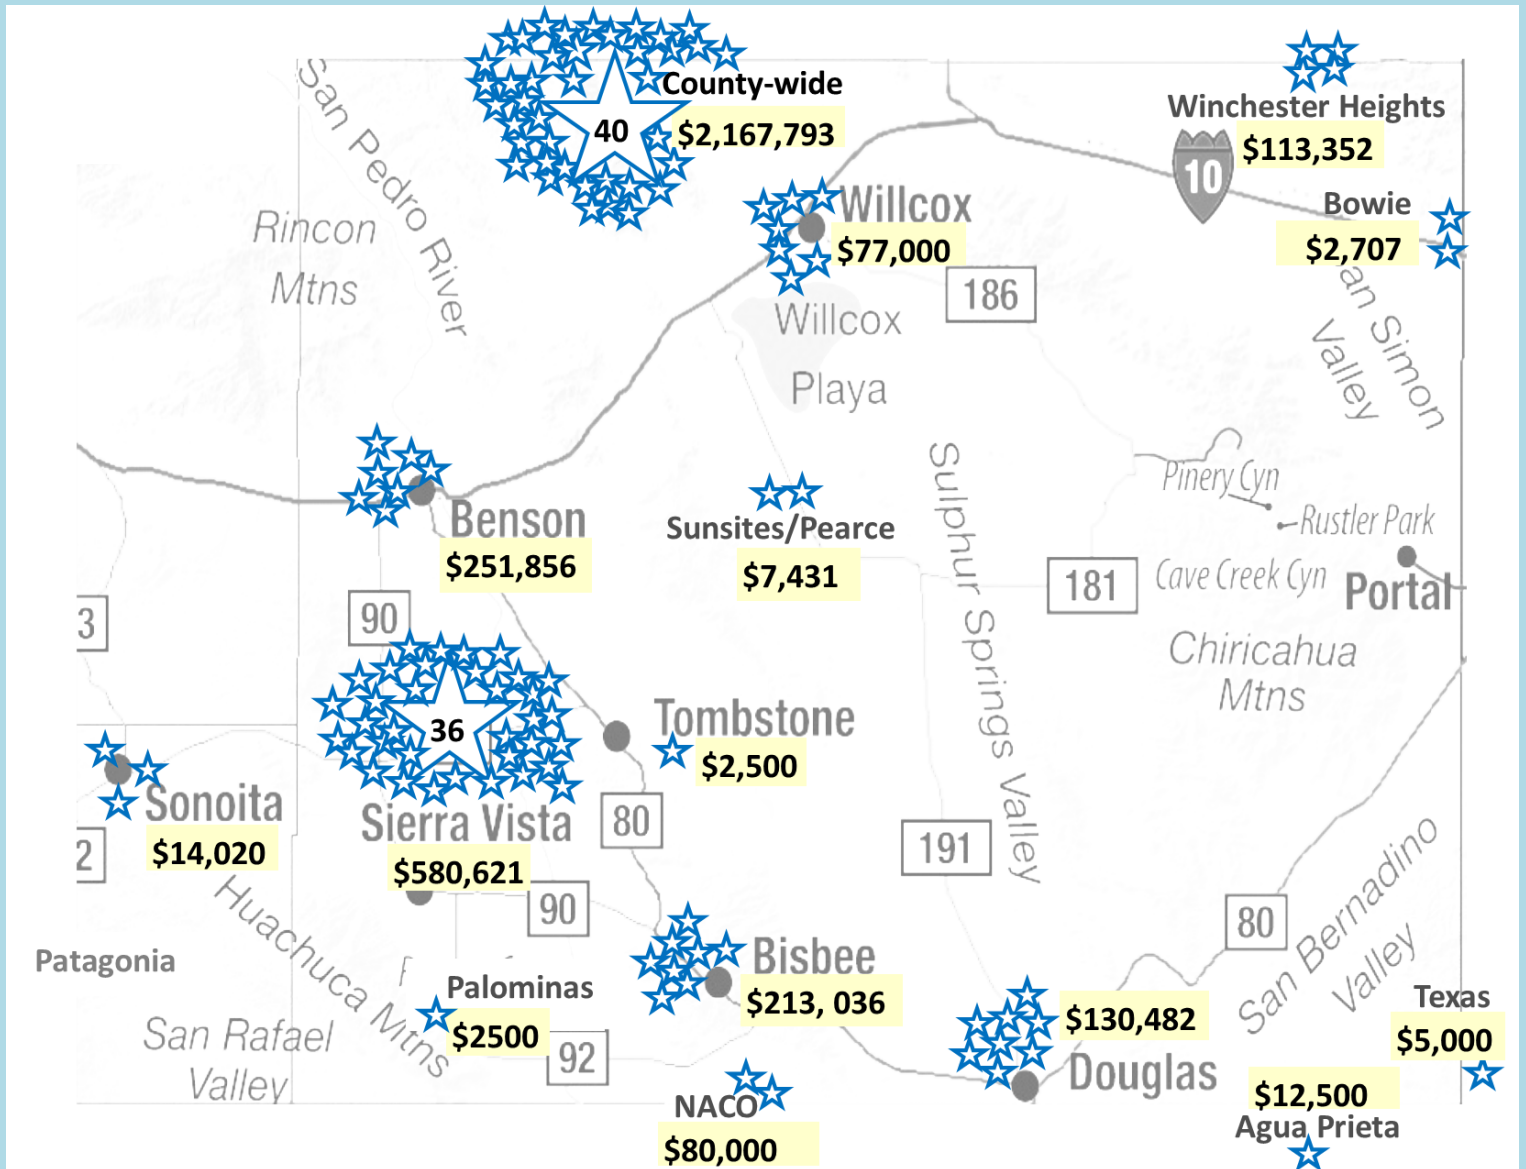 County-wide
40
$2,167,793
Winchester Heights
$113,352
10
Bowie
$2,707
San Pedro River
Rincon
Mtns
Willcox
$77,000
186
Willcox
Playa
an Simon
Valley
Benson
$251,856
Sunsites/Pearce
$7,431
Sulphur Springs Valley
Pinery Cyn
Rustler Park
Cave Creek Cyn
Portal
181
Chiricahua
Mtns
3
90
36
Sierra Vista
$580,621
Tombstone
$2,500
Sonoita
$14,020
2
80
191
90
Huachuca Mtns
Patagonia
Bisbee
$213, 036
80
San Bernadino
Valley
Palominas
$2500
92
San Rafael
Valley
$130,482
Douglas
Texas
$5,000
NACO
$80,000
$12,500
Agua Prieta